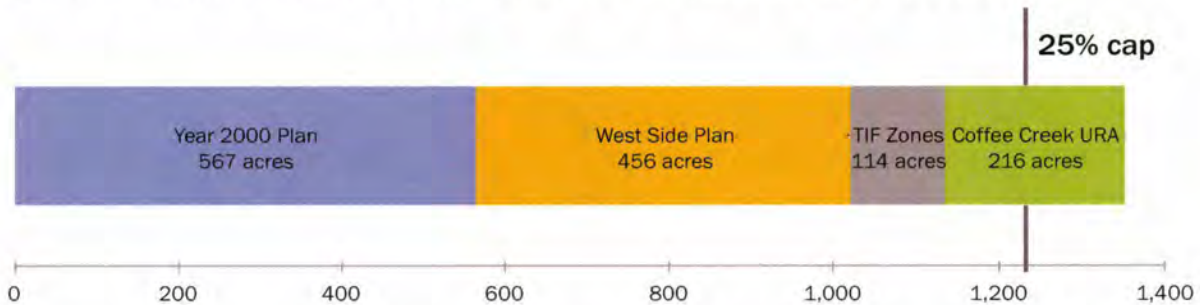 25% cap
Year 2000 Plan
567 acres
West Side Plan
456 acres
TIF Zones
114 acres
Coffee Creek URA
216 acres
0 200 400 600 800 1,000 1,200 1,400